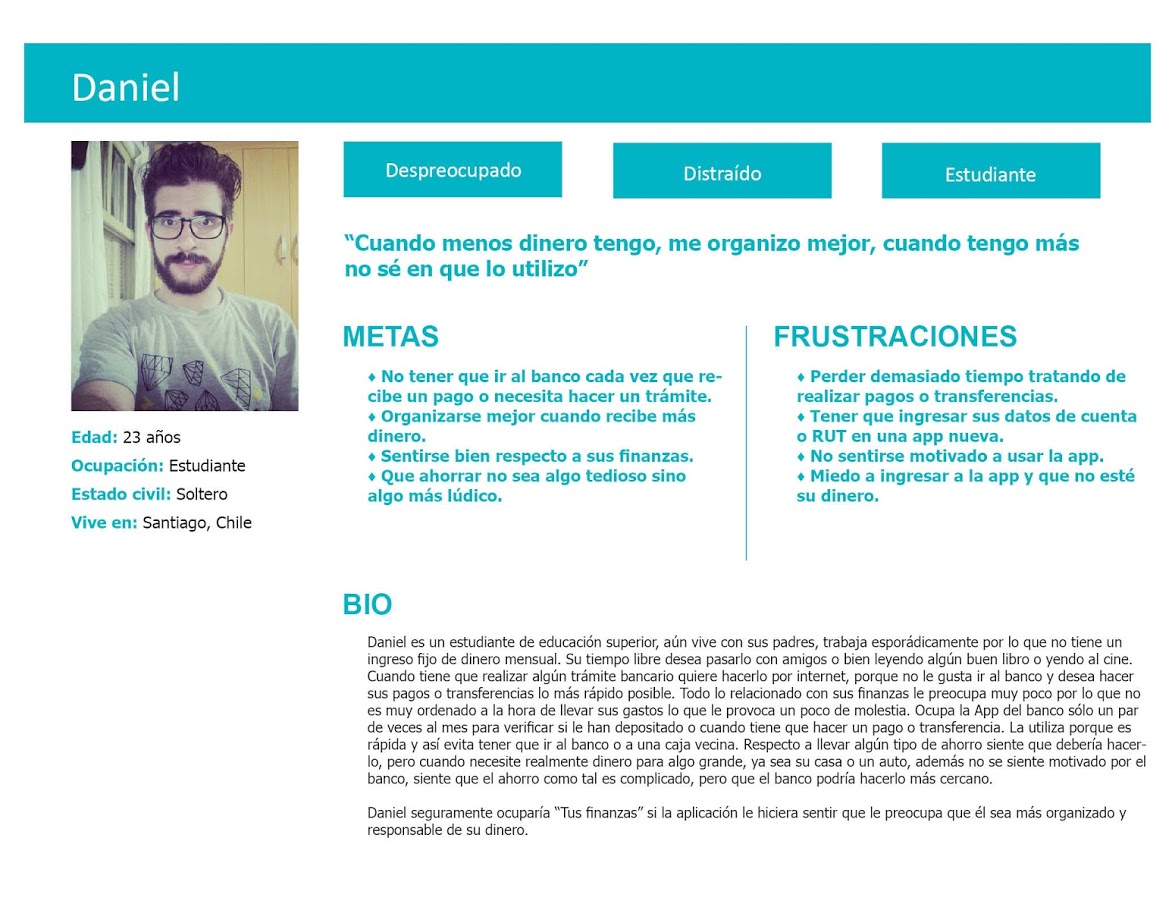 Daniel
Despreocupado
Distraído
Estudiante
“Cuando menos dinero tengo, me organizo mejor, cuando tengo más
no sé en que lo utilizo”
Edad: 23 años
Ocupación: Estudiante
Estado civil: Soltero
Vive en: Santiago, Chile
METAS
♦ No tener que ir al banco cada vez que re-
cibe un pago o necesita hacer un trámite.
♦ Organizarse mejor cuando recibe más
dinero.
♦ Sentirse bien respecto a sus finanzas.
♦ Que ahorrar no sea algo tedioso sino
algo más lúdico.
FRUSTRACIONES
♦ Perder demasiado tiempo tratando de
realizar pagos o transferencias.
♦ Tener que ingresar sus datos de cuenta
o RUT en una app nueva.
♦ No sentirse motivado a usar la app.
♦ Miedo a ingresar a la app y que no esté
su dinero.
BIO
Daniel es un estudiante de educación superior, aún vive con sus padres, trabaja esporádicamente por lo que no tiene un
ingreso fijo de dinero mensual. Su tiempo libre desea pasarlo con amigos o bien leyendo algún buen libro o yendo al cine.
Cuando tiene que realizar algún trámite bancario quiere hacerlo por internet, porque no le gusta ir al banco y desea hacer
sus pagos o transferencias lo más rápido posible. Todo lo relacionado con sus finanzas le preocupa muy poco por lo que no
es muy ordenado a la hora de llevar sus gastos lo que le provoca un poco de molestia. Ocupa la App del banco sólo un par
de veces al mes para verificar si le han depositado o cuando tiene que hacer un pago o transferencia. La utiliza porque es
rápida y así evita tener que ir al banco o a una caja vecina. Respecto a llevar algún tipo de ahorro siente que debería hacer-
lo, pero cuando necesite realmente dinero para algo grande, ya sea su casa o un auto, además no se siente motivado por el
banco, siente que el ahorro como tal es complicado, pero que el banco podría hacerlo más cercano.
Daniel seguramente ocuparía “Tus finanzas” si la aplicación le hiciera sentir que le preocupa que él sea más organizado y
responsable de su dinero.